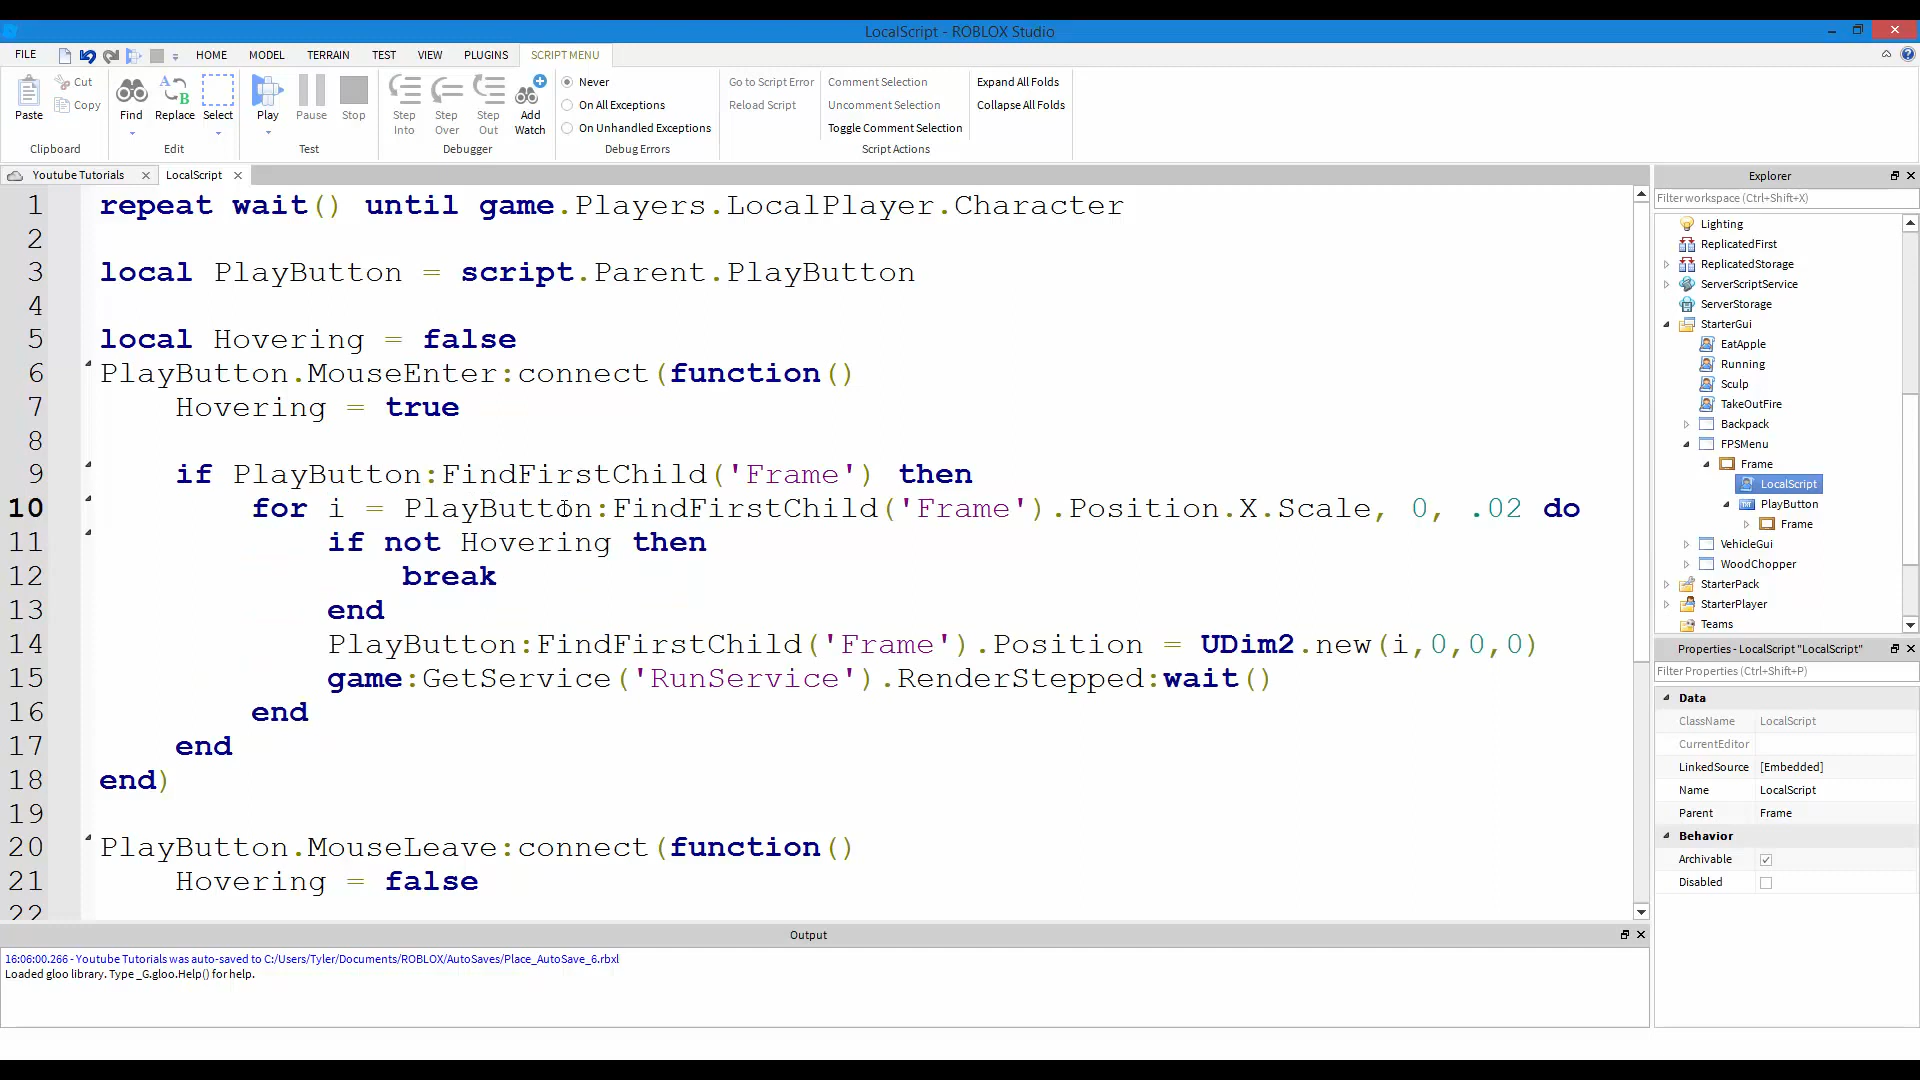 LocalScript - ROBLOX Studio
FILE HOME MODEL TERRAIN TEST VIEW PLUGINS SCRIPT MENU
Paste
Cut
Copy
Clipboard
Find
Replace
Select
Edit
Play
Pause
Stop
Test
Step Into
Step Over
Step Out
Add Watch
Debugger
Never
On All Exceptions
On Unhandled Exceptions
Debug Errors
Go to Script Error
Reload Script
Comment Selection
Uncomment Selection
Toggle Comment Selection
Script Actions
Expand All Folds
Collapse All Folds
Youtube Tutorials
LocalScript
1 repeat wait() until game.Players.LocalPlayer.Character
2
3 local PlayButton = script.Parent.PlayButton
4
5 local Hovering = false
6 PlayButton.MouseEnter:connect(function()
7 Hovering = true
8
9 if PlayButton:FindFirstChild('Frame') then
10 for i = PlayButton:FindFirstChild('Frame').Position.X.Scale, 0, .02 do
11 if not Hovering then
12 break
13 end
14 PlayButton:FindFirstChild('Frame').Position = UDim2.new(i,0,0,0)
15 game:GetService('RunService').RenderStepped:wait()
16 end
17 end
18 end)
19
20 PlayButton.MouseLeave:connect(function()
21 Hovering = false
22
Output
16:06:00.266 - Youtube Tutorials was auto-saved to C:/Users/Tyler/Documents/ROBLOX/AutoSaves/Place_AutoSave_6.rbxl
Loaded gloo library. Type _G.gloo.Help() for help.
Explorer
Filter workspace (Ctrl+Shift+X)
Lighting
ReplicatedFirst
ReplicatedStorage
ServerScriptService
ServerStorage
StarterGui
EatApple
Running
Sculp
TakeOutFire
Backpack
FPSMenu
Frame
LocalScript
PlayButton
Frame
VehicleGui
WoodChopper
StarterPack
StarterPlayer
Teams
Properties - LocalScript "LocalScript"
Filter Properties (Ctrl+Shift+P)
Data
ClassName LocalScript
CurrentEditor
LinkedSource [Embedded]
Name LocalScript
Parent Frame
Behavior
Archivable
Disabled